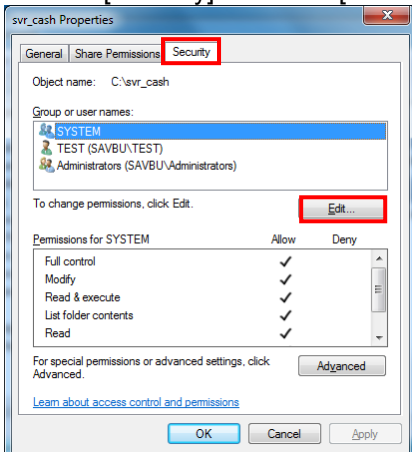 svr_cash Properties
General Share Permissions Security
Object name: C:\svr_cash
Group or user names:
SYSTEM
TEST (SAVBU\TEST)
Administrators (SAVBU\Administrators)
To change permissions, click Edit.
Edit...
Permissions for SYSTEM Allow Deny
Full control
Modify
Read & execute
List folder contents
Read
For special permissions or advanced settings, click Advanced.
Advanced
Learn about access control and permissions
OK Cancel Apply